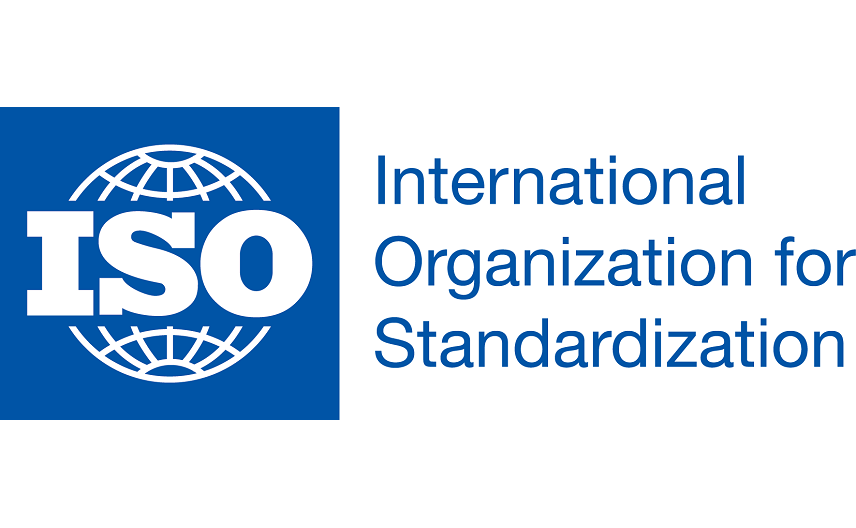 ISO
International
Organization for
Standardization